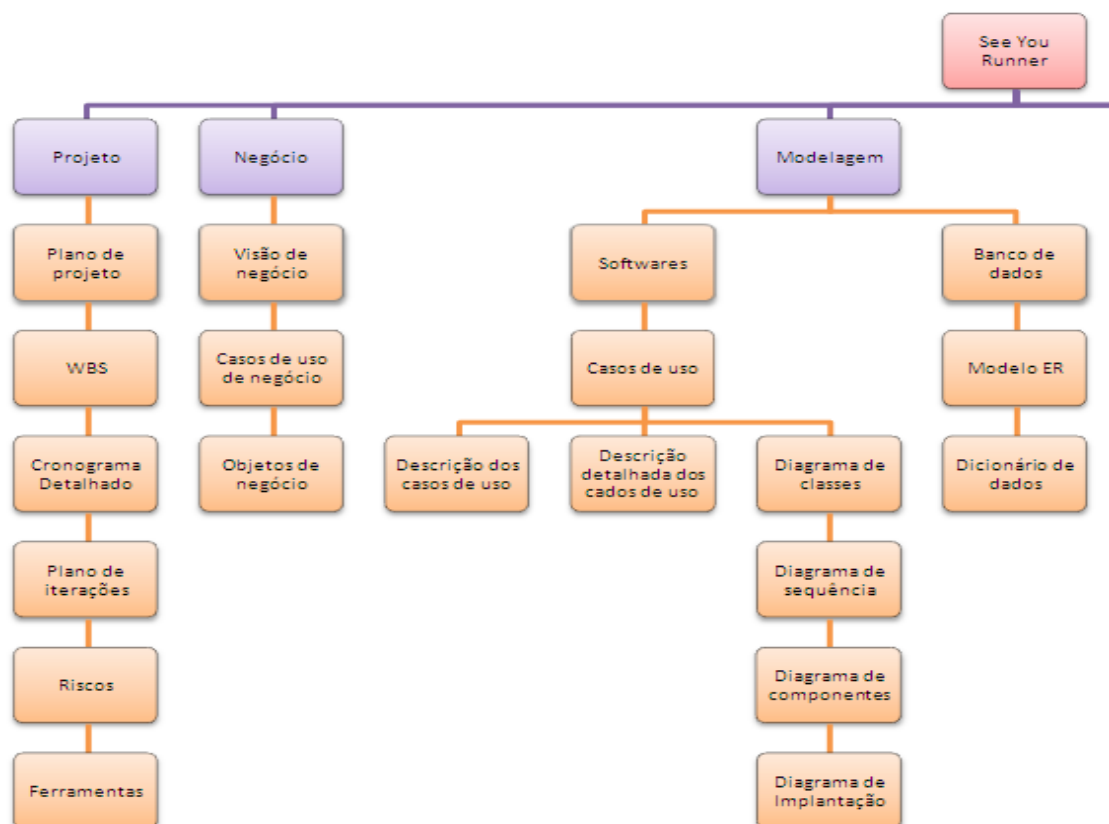 See You
Runner
Projeto
Negócio
Modelagem
Plano de
projeto
Visão de
negócio
Softwares
Banco de
dados
WBS
Casos de uso
de negócio
Casos de uso
Modelo ER
Cronograma
Detalhado
Objetos de
negócio
Descrição dos
casos de uso
Descrição
detalhada dos
cados de uso
Diagrama de
classes
Dicionário de
dados
Plano de
iterações
Diagrama de
sequência
Riscos
Diagrama de
componentes
Ferramentas
Diagrama de
Implantação